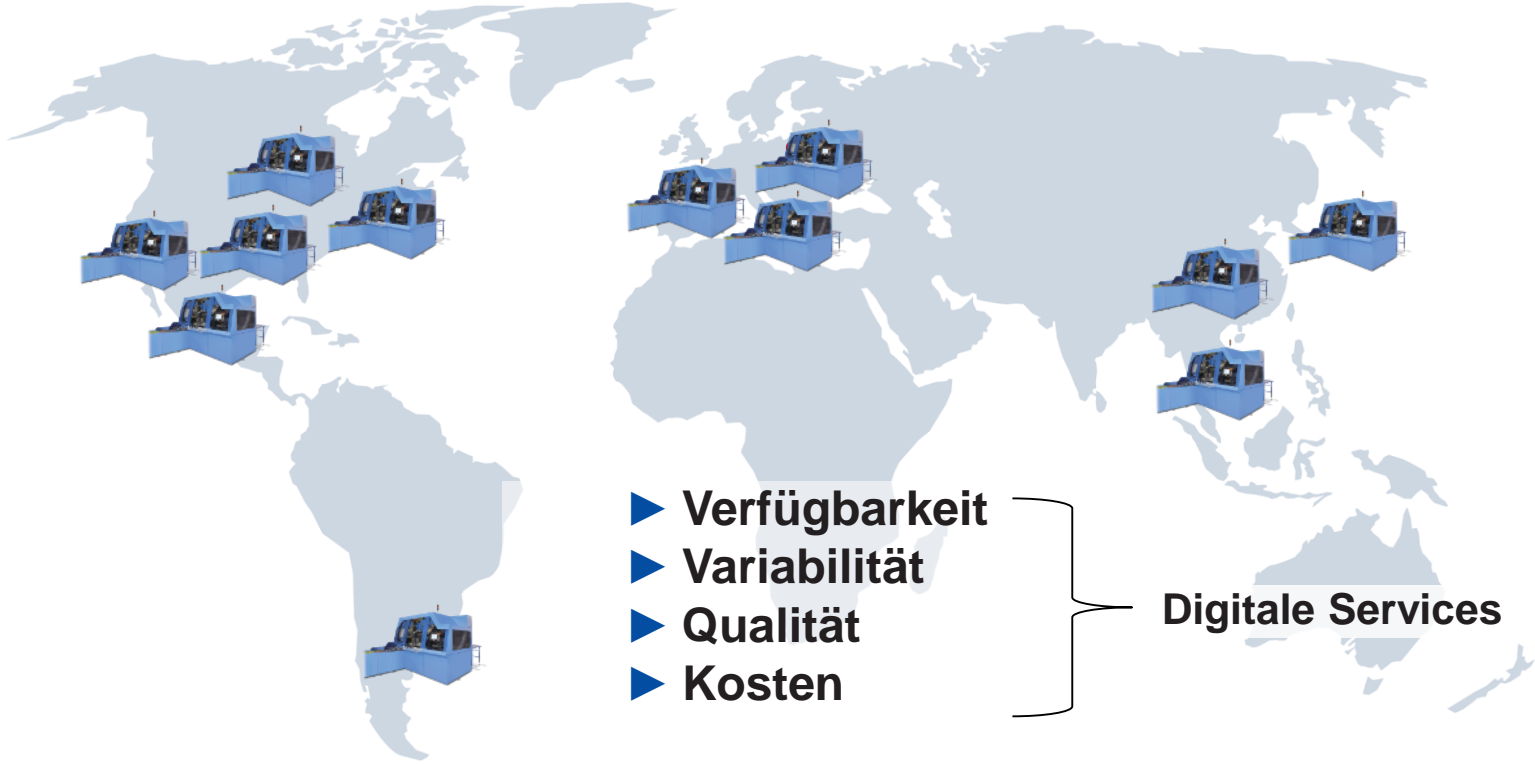 ► Verfügbarkeit
► Variabilität
► Qualität
► Kosten
Digitale Services